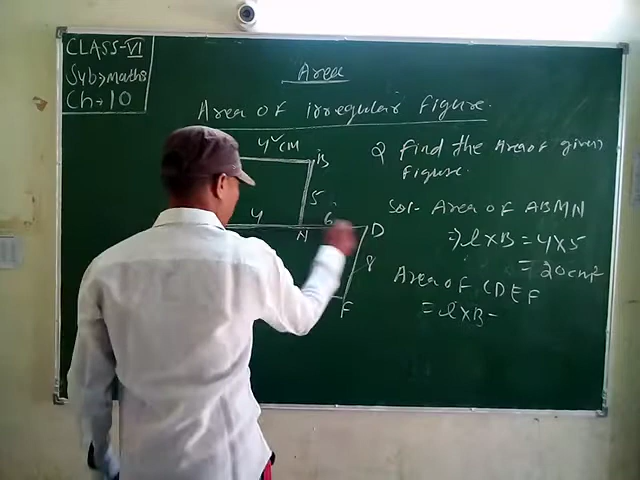 CLASS-VI
Sub→maths
Ch→10
Area
Area of irregular Figure.
4 cm
B
5
4
N
6
D
8
F
Q Find the Area of given
Figure.
Sol- Area of ABMN
⇒ l×B = 4×5
= 20cm²
Area of CDEF
= l×B -